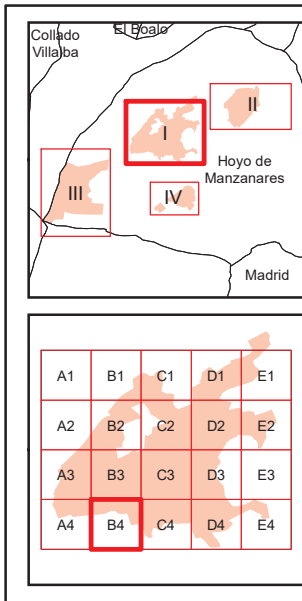 Collado
Villalba
El Boalo
I
II
Hoyo de
Manzanares
III
IV
Madrid
A1 B1 C1 D1 E1
A2 B2 C2 D2 E2
A3 B3 C3 D3 E3
A4 B4 C4 D4 E4